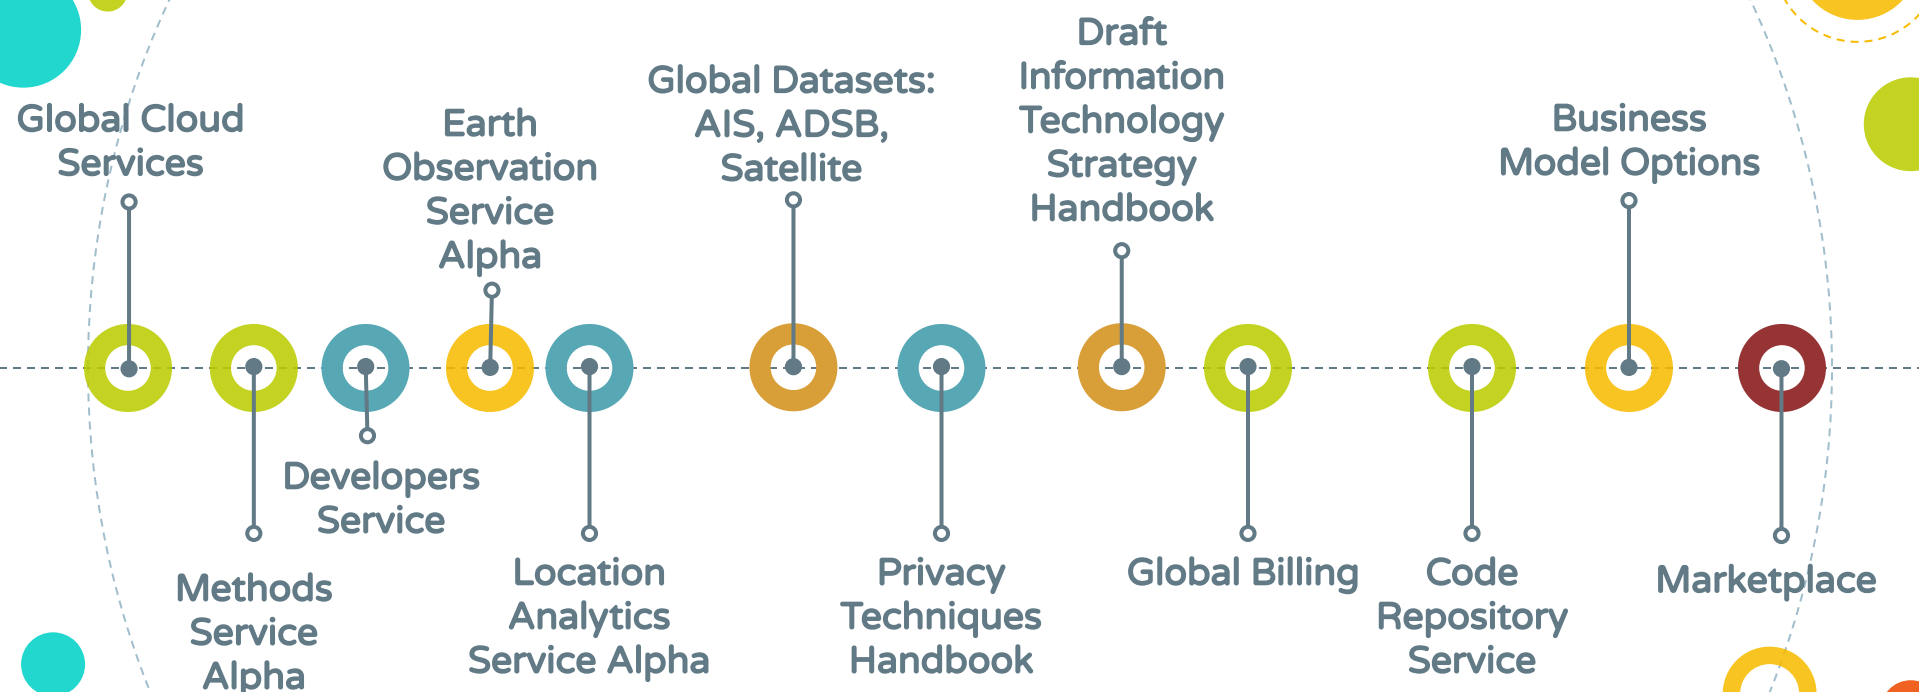 Global Cloud
Services
Methods
Service
Alpha
Developers
Service
Earth
Observation
Service
Alpha
Location
Analytics
Service Alpha
Global Datasets:
AIS, ADSB,
Satellite
Privacy
Techniques
Handbook
Draft
Information
Technology
Strategy
Handbook
Global Billing
Code
Repository
Service
Business
Model Options
Marketplace